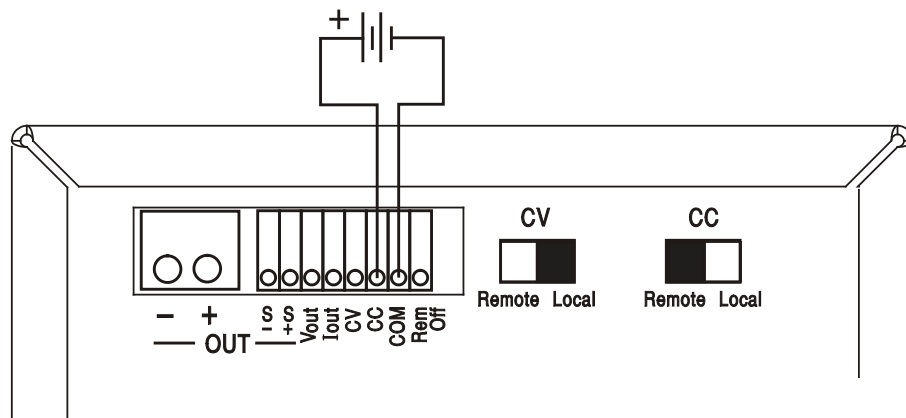 +
CV
CC
Remote Local
Remote Local
- +
OUT
S -
S +
Vout
Iout
CV
CC
COM
Rem Off